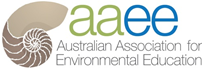 aaee
Australian Association for
Environmental Education